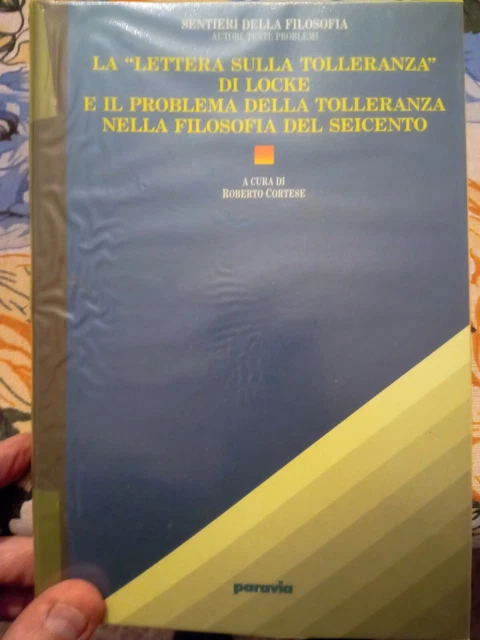 SENTIERI DELLA FILOSOFIA
AUTORI, TESTI, PROBLEMI
LA "LETTERA SULLA TOLLERANZA"
DI LOCKE
E IL PROBLEMA DELLA TOLLERANZA
NELLA FILOSOFIA DEL SEICENTO
A CURA DI
ROBERTO CORTESE
paravia